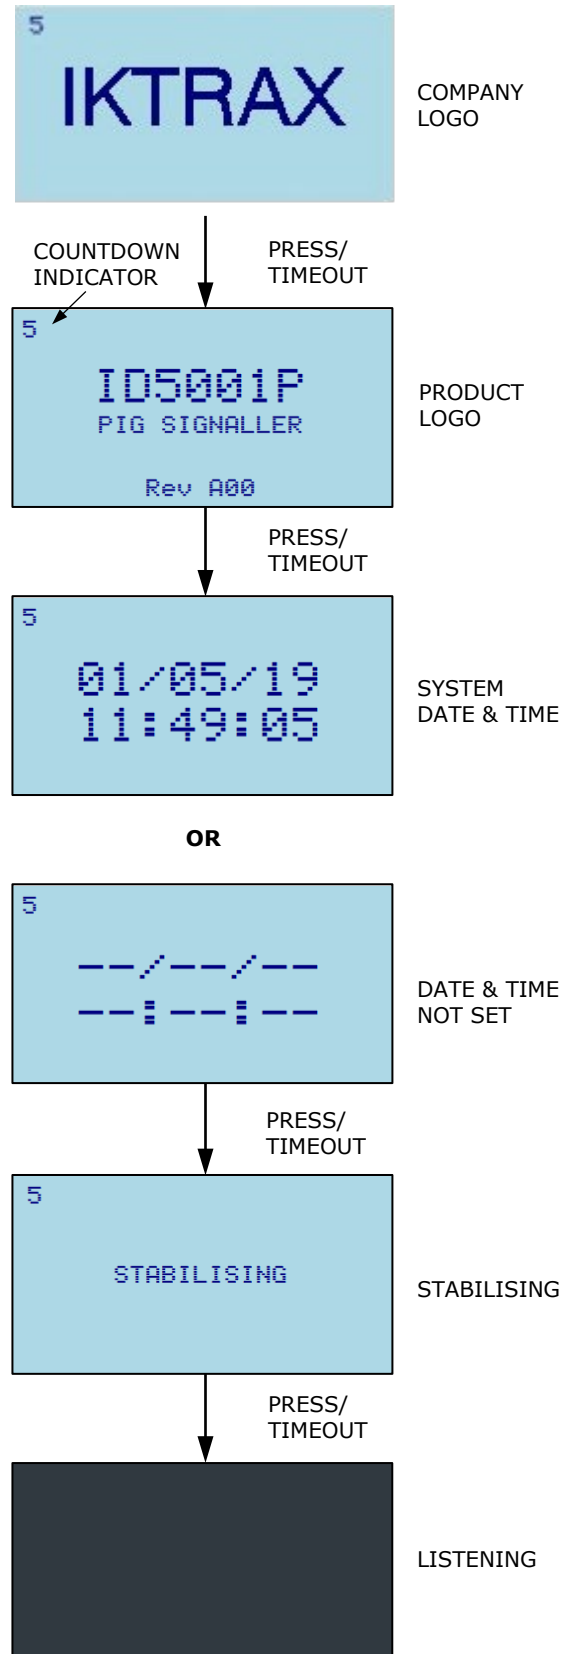 5
IKTRAX
COMPANY
LOGO
COUNTDOWN
INDICATOR
PRESS/
TIMEOUT
5
ID5001P
PIG SIGNALLER
Rev A00
PRODUCT
LOGO
PRESS/
TIMEOUT
5
01/05/19
11:49:05
SYSTEM
DATE & TIME
OR
5
--/--/--
--:--:--
DATE & TIME
NOT SET
PRESS/
TIMEOUT
5
STABILISING
STABILISING
PRESS/
TIMEOUT
LISTENING